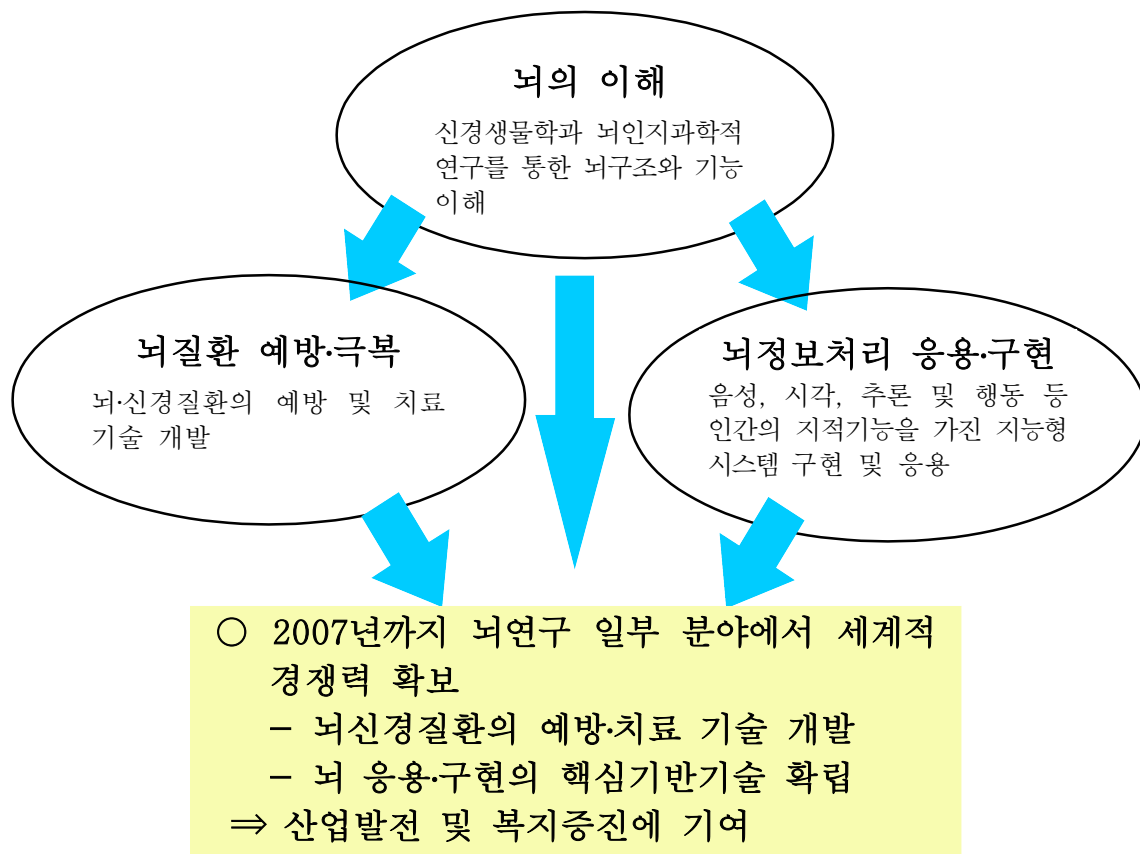 뇌의 이해
신경생물학과 뇌인지과학적
연구를 통한 뇌구조와 기능
이해
뇌질환 예방·극복
뇌·신경질환의 예방 및 치료
기술 개발
뇌정보처리 응용·구현
음성, 시각, 추론 및 행동 등
인간의 지적기능을 가진 지능형
시스템 구현 및 응용
○ 2007년까지 뇌연구 일부 분야에서 세계적
경쟁력 확보
- 뇌신경질환의 예방·치료 기술 개발
- 뇌 응용·구현의 핵심기반기술 확립
⇒ 산업발전 및 복지증진에 기여